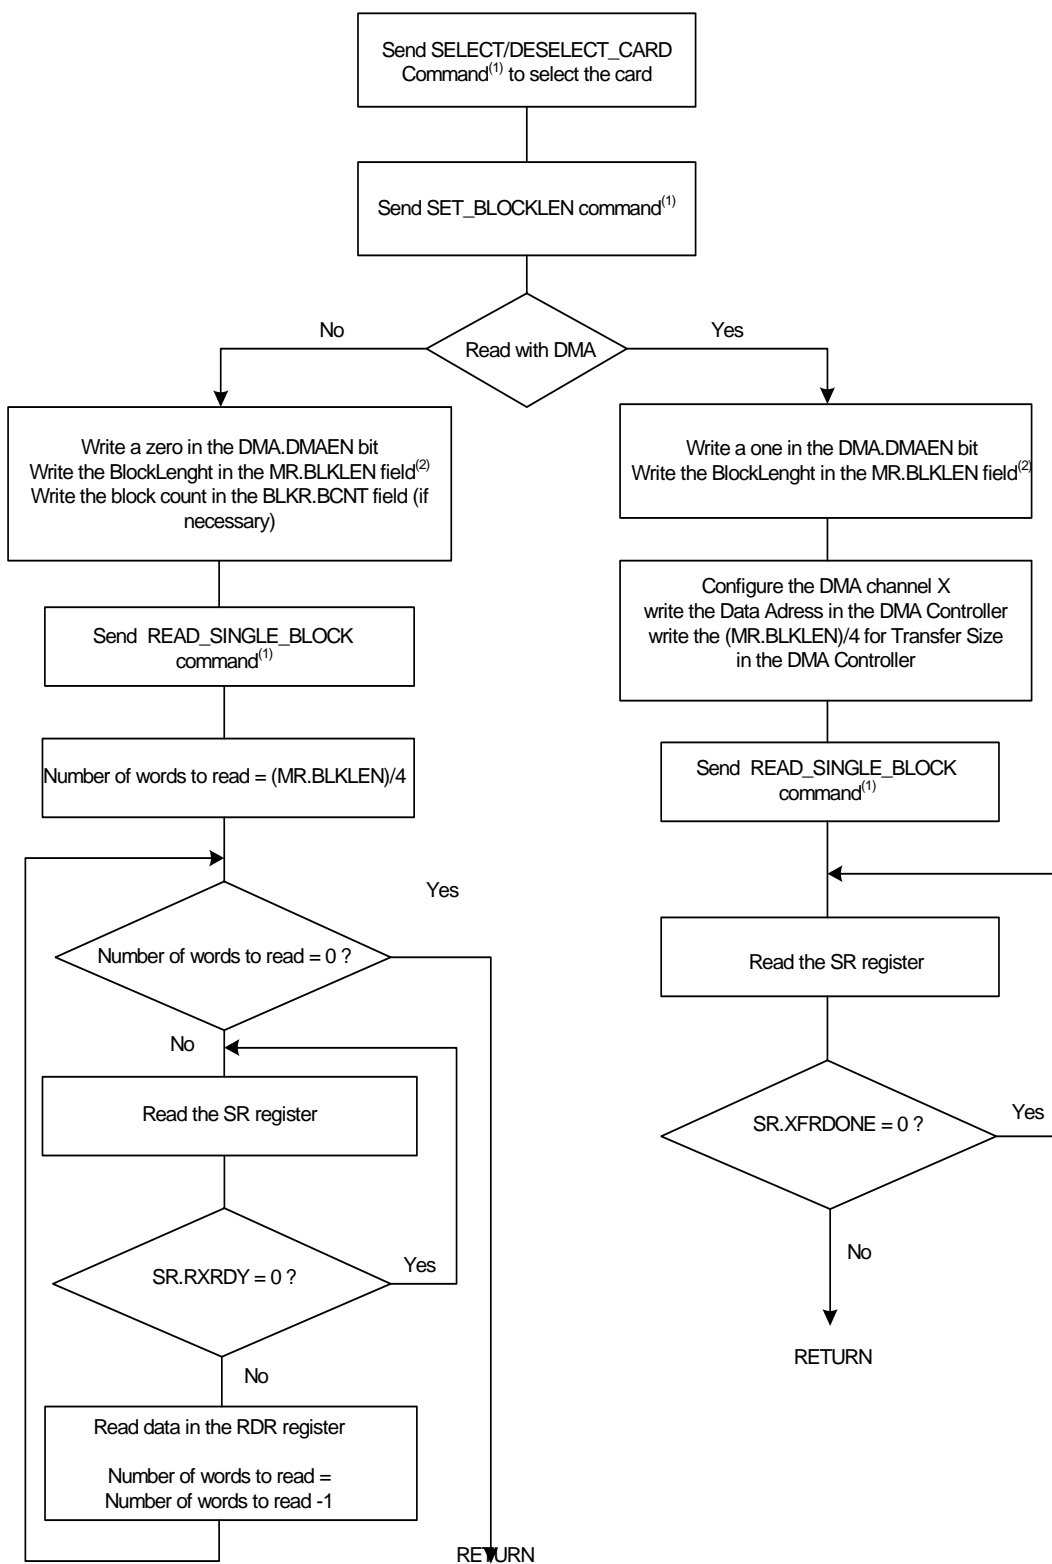 Send SELECT/DESELECT_CARD
Command(1) to select the card
Send SET_BLOCKLEN command(1)
No
Yes
Read with DMA
Write a zero in the DMA.DMAEN bit
Write the BlockLenght in the MR.BLKLEN field(2)
Write the block count in the BLKR.BCNT field (if
necessary)
Send READ_SINGLE_BLOCK
command(1)
Number of words to read = (MR.BLKLEN)/4
Yes
Number of words to read = 0 ?
No
Read the SR register
SR.RXRDY = 0 ?
Yes
No
Read data in the RDR register
Number of words to read =
Number of words to read -1
RETURN
Write a one in the DMA.DMAEN bit
Write the BlockLenght in the MR.BLKLEN field(2)
Configure the DMA channel X
write the Data Adress in the DMA Controller
write the (MR.BLKLEN)/4 for Transfer Size
in the DMA Controller
Send READ_SINGLE_BLOCK
command(1)
Read the SR register
SR.XFRDONE = 0 ?
Yes
No
RETURN